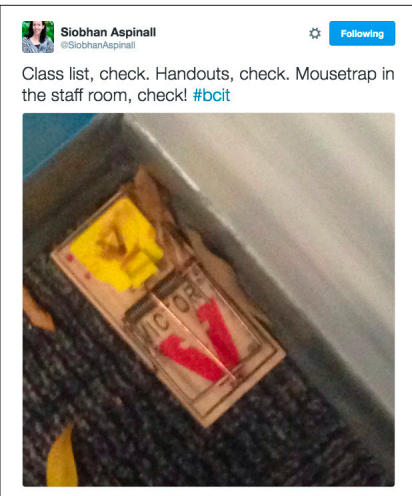 Siobhan Aspinall
@SiobhanAspinall
Following
Class list, check. Handouts, check. Mousetrap in
the staff room, check! #bcit
VICTOR